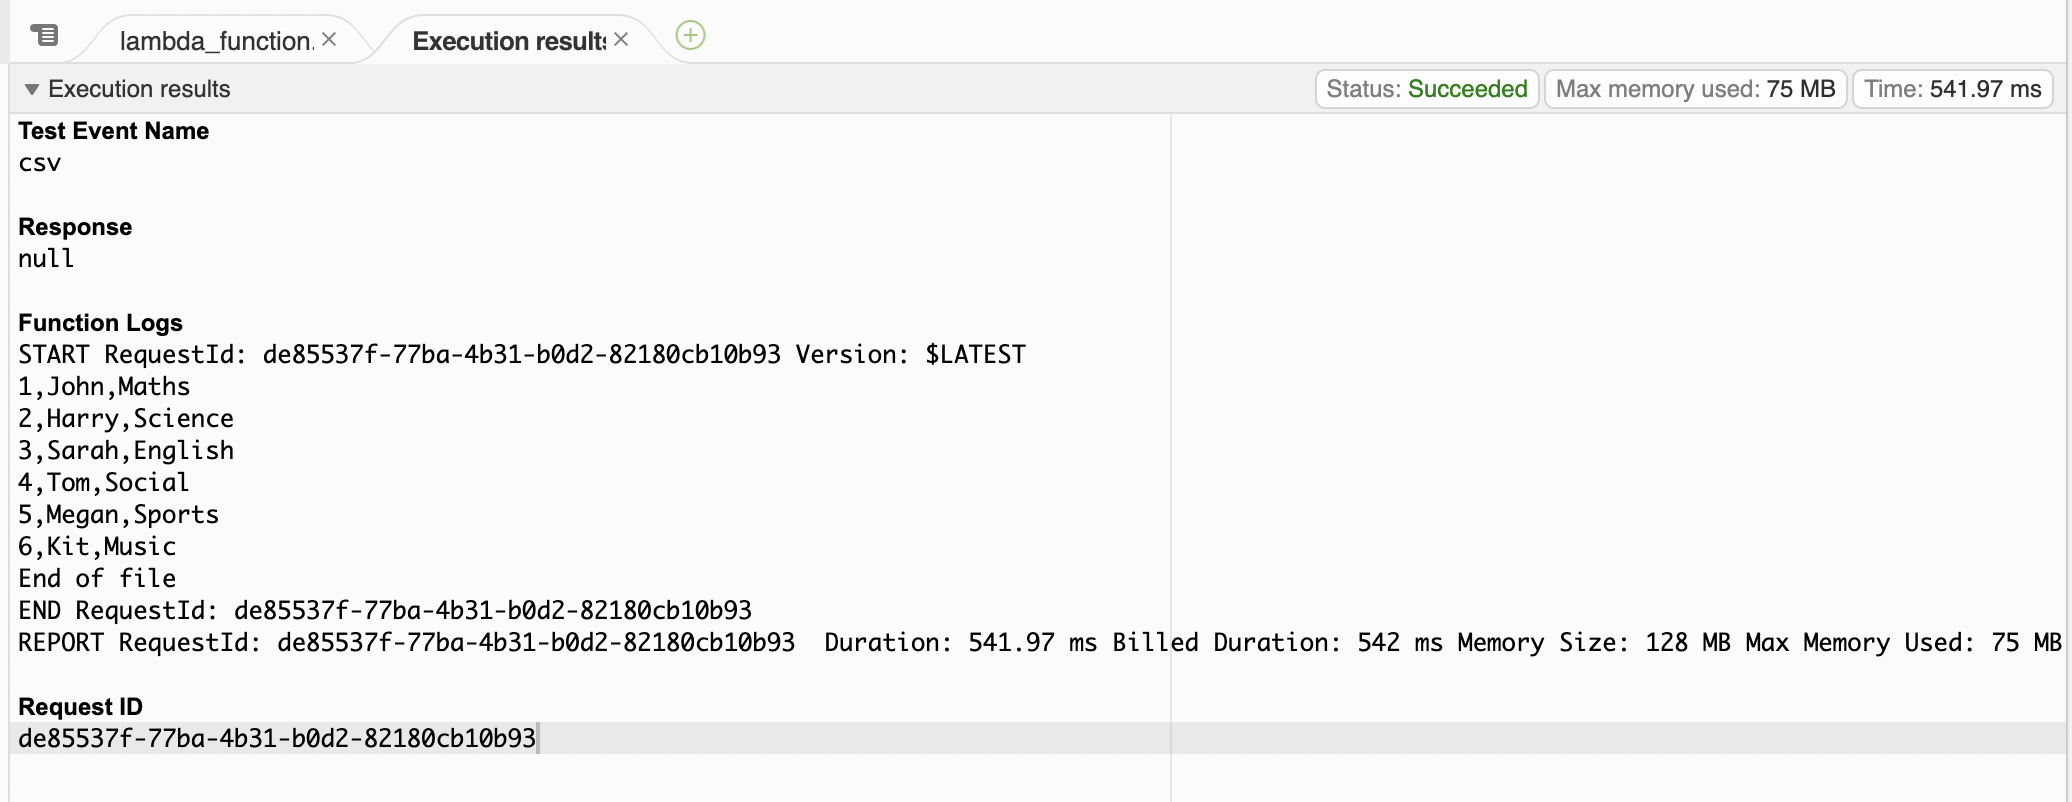 lambda_function.
Execution results
Execution results
Status: Succeeded
Max memory used: 75 MB
Time: 541.97 ms
Test Event Name
csv
Response
null
Function Logs
START RequestId: de85537f-77ba-4b31-b0d2-82180cb10b93 Version: $LATEST
1,John,Maths
2,Harry,Science
3,Sarah,English
4,Tom,Social
5,Megan,Sports
6,Kit,Music
End of file
END RequestId: de85537f-77ba-4b31-b0d2-82180cb10b93
REPORT RequestId: de85537f-77ba-4b31-b0d2-82180cb10b93  Duration: 541.97 ms Billed Duration: 542 ms Memory Size: 128 MB Max Memory Used: 75 MB
Request ID
de85537f-77ba-4b31-b0d2-82180cb10b93